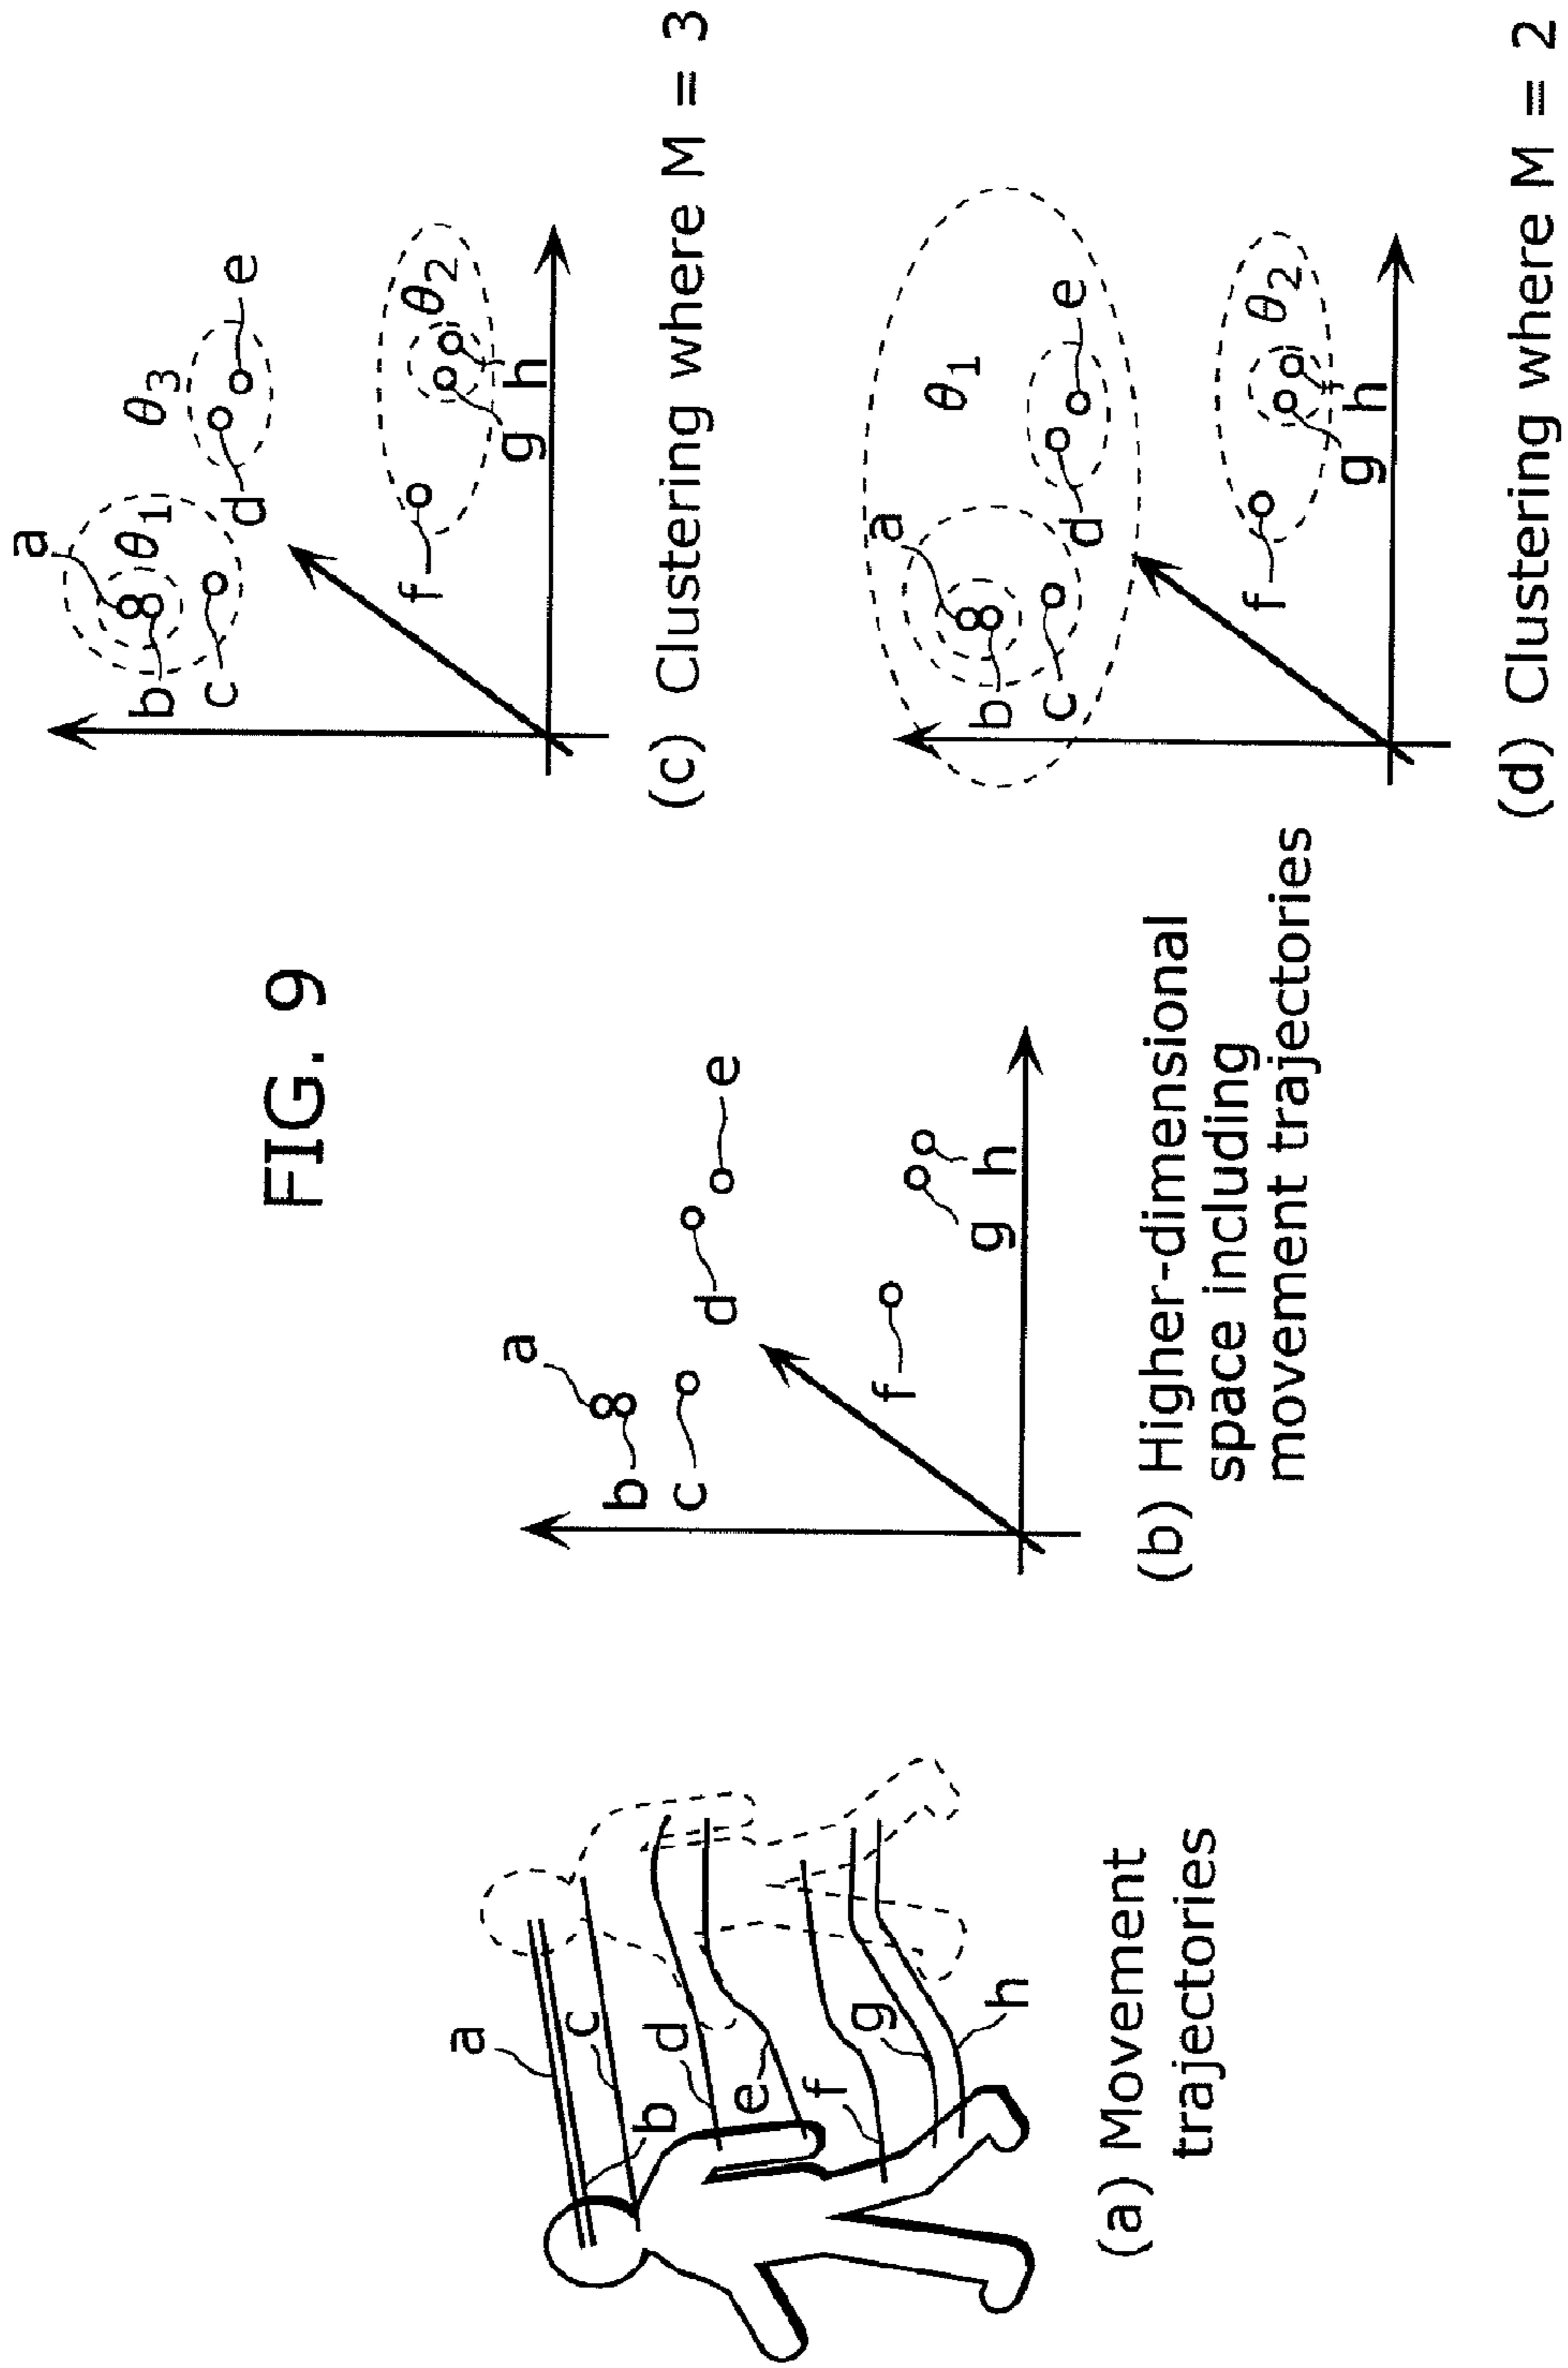 FIG. 9
a
c
b
d
e
f
g
h
(a) Movement
trajectories
a
b
c
d
e
f
g
h
(b) Higher-dimensional
space including
movement trajectories
a
b
c
θ1
d
θ3
e
f
g
h
θ2
(c) Clustering where M = 3
a
b
c
d
θ1
e
f
g
h
θ2
(d) Clustering where M = 2